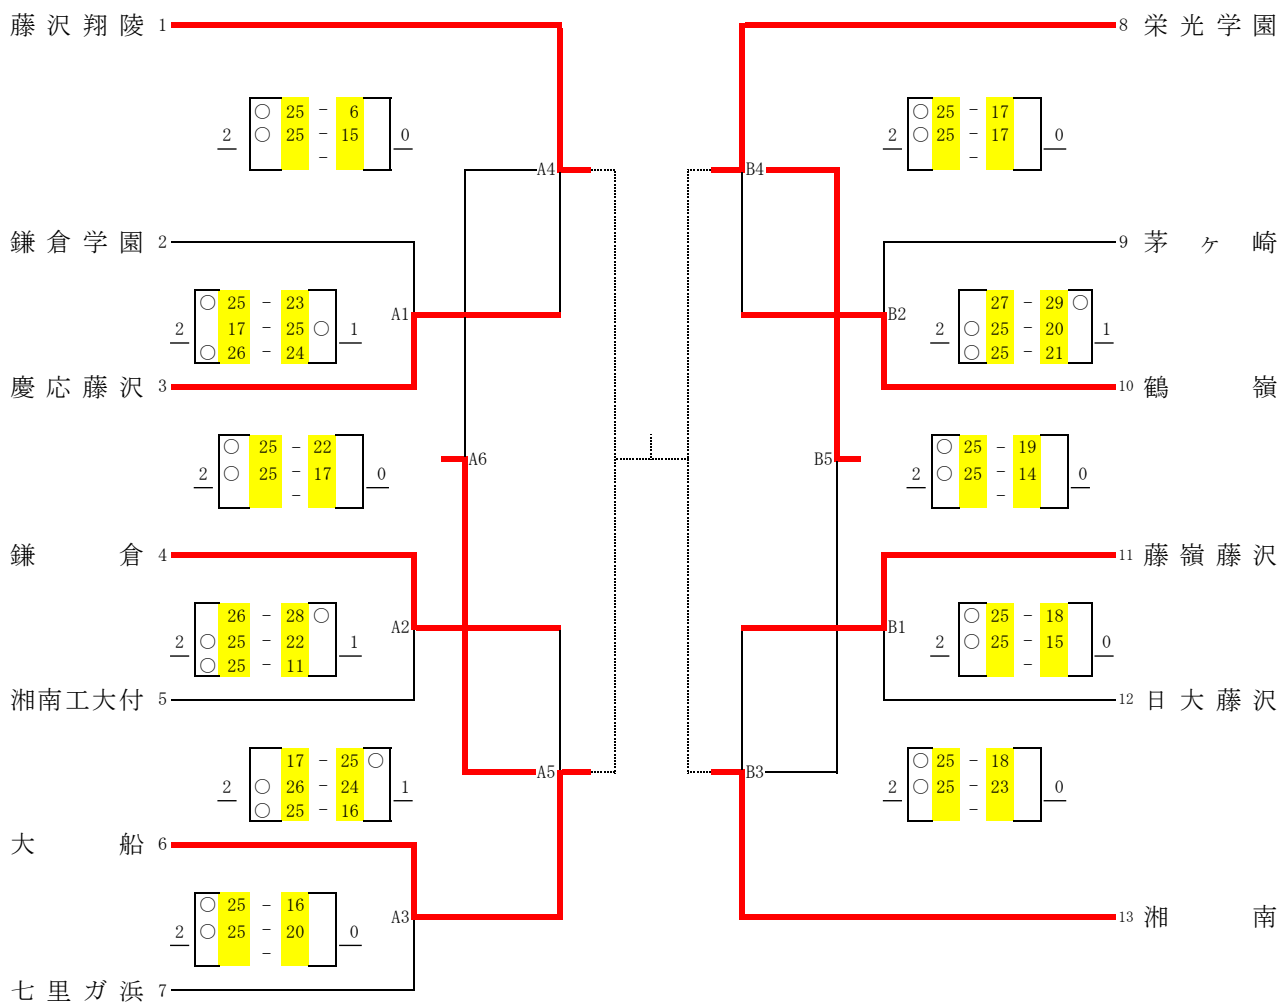 藤沢翔陵 1
8 栄光学園
○ 25 - 6
2 ○ 25 - 15 0
-
○ 25 - 17
2 ○ 25 - 17 0
-
A4
B4
鎌倉学園 2
9 茅ヶ崎
○ 25 - 23
2 17 - 25 ○ 1
○ 26 - 24
A1
B2
27 - 29 ○
2 ○ 25 - 20 1
○ 25 - 21
慶応藤沢 3
10 鶴嶺
○ 25 - 22
2 ○ 25 - 17 0
-
A6
B5
○ 25 - 19
2 ○ 25 - 14 0
-
鎌倉 4
11 藤嶺藤沢
26 - 28 ○
2 ○ 25 - 22 1
○ 25 - 11
A2
B1
○ 25 - 18
2 ○ 25 - 15 0
-
湘南工大付 5
12 日大藤沢
17 - 25 ○
2 ○ 26 - 24 1
○ 25 - 16
A5
B3
○ 25 - 18
2 ○ 25 - 23 0
-
大船 6
○ 25 - 16
2 ○ 25 - 20 0
-
A3
13 湘南
七里ガ浜 7